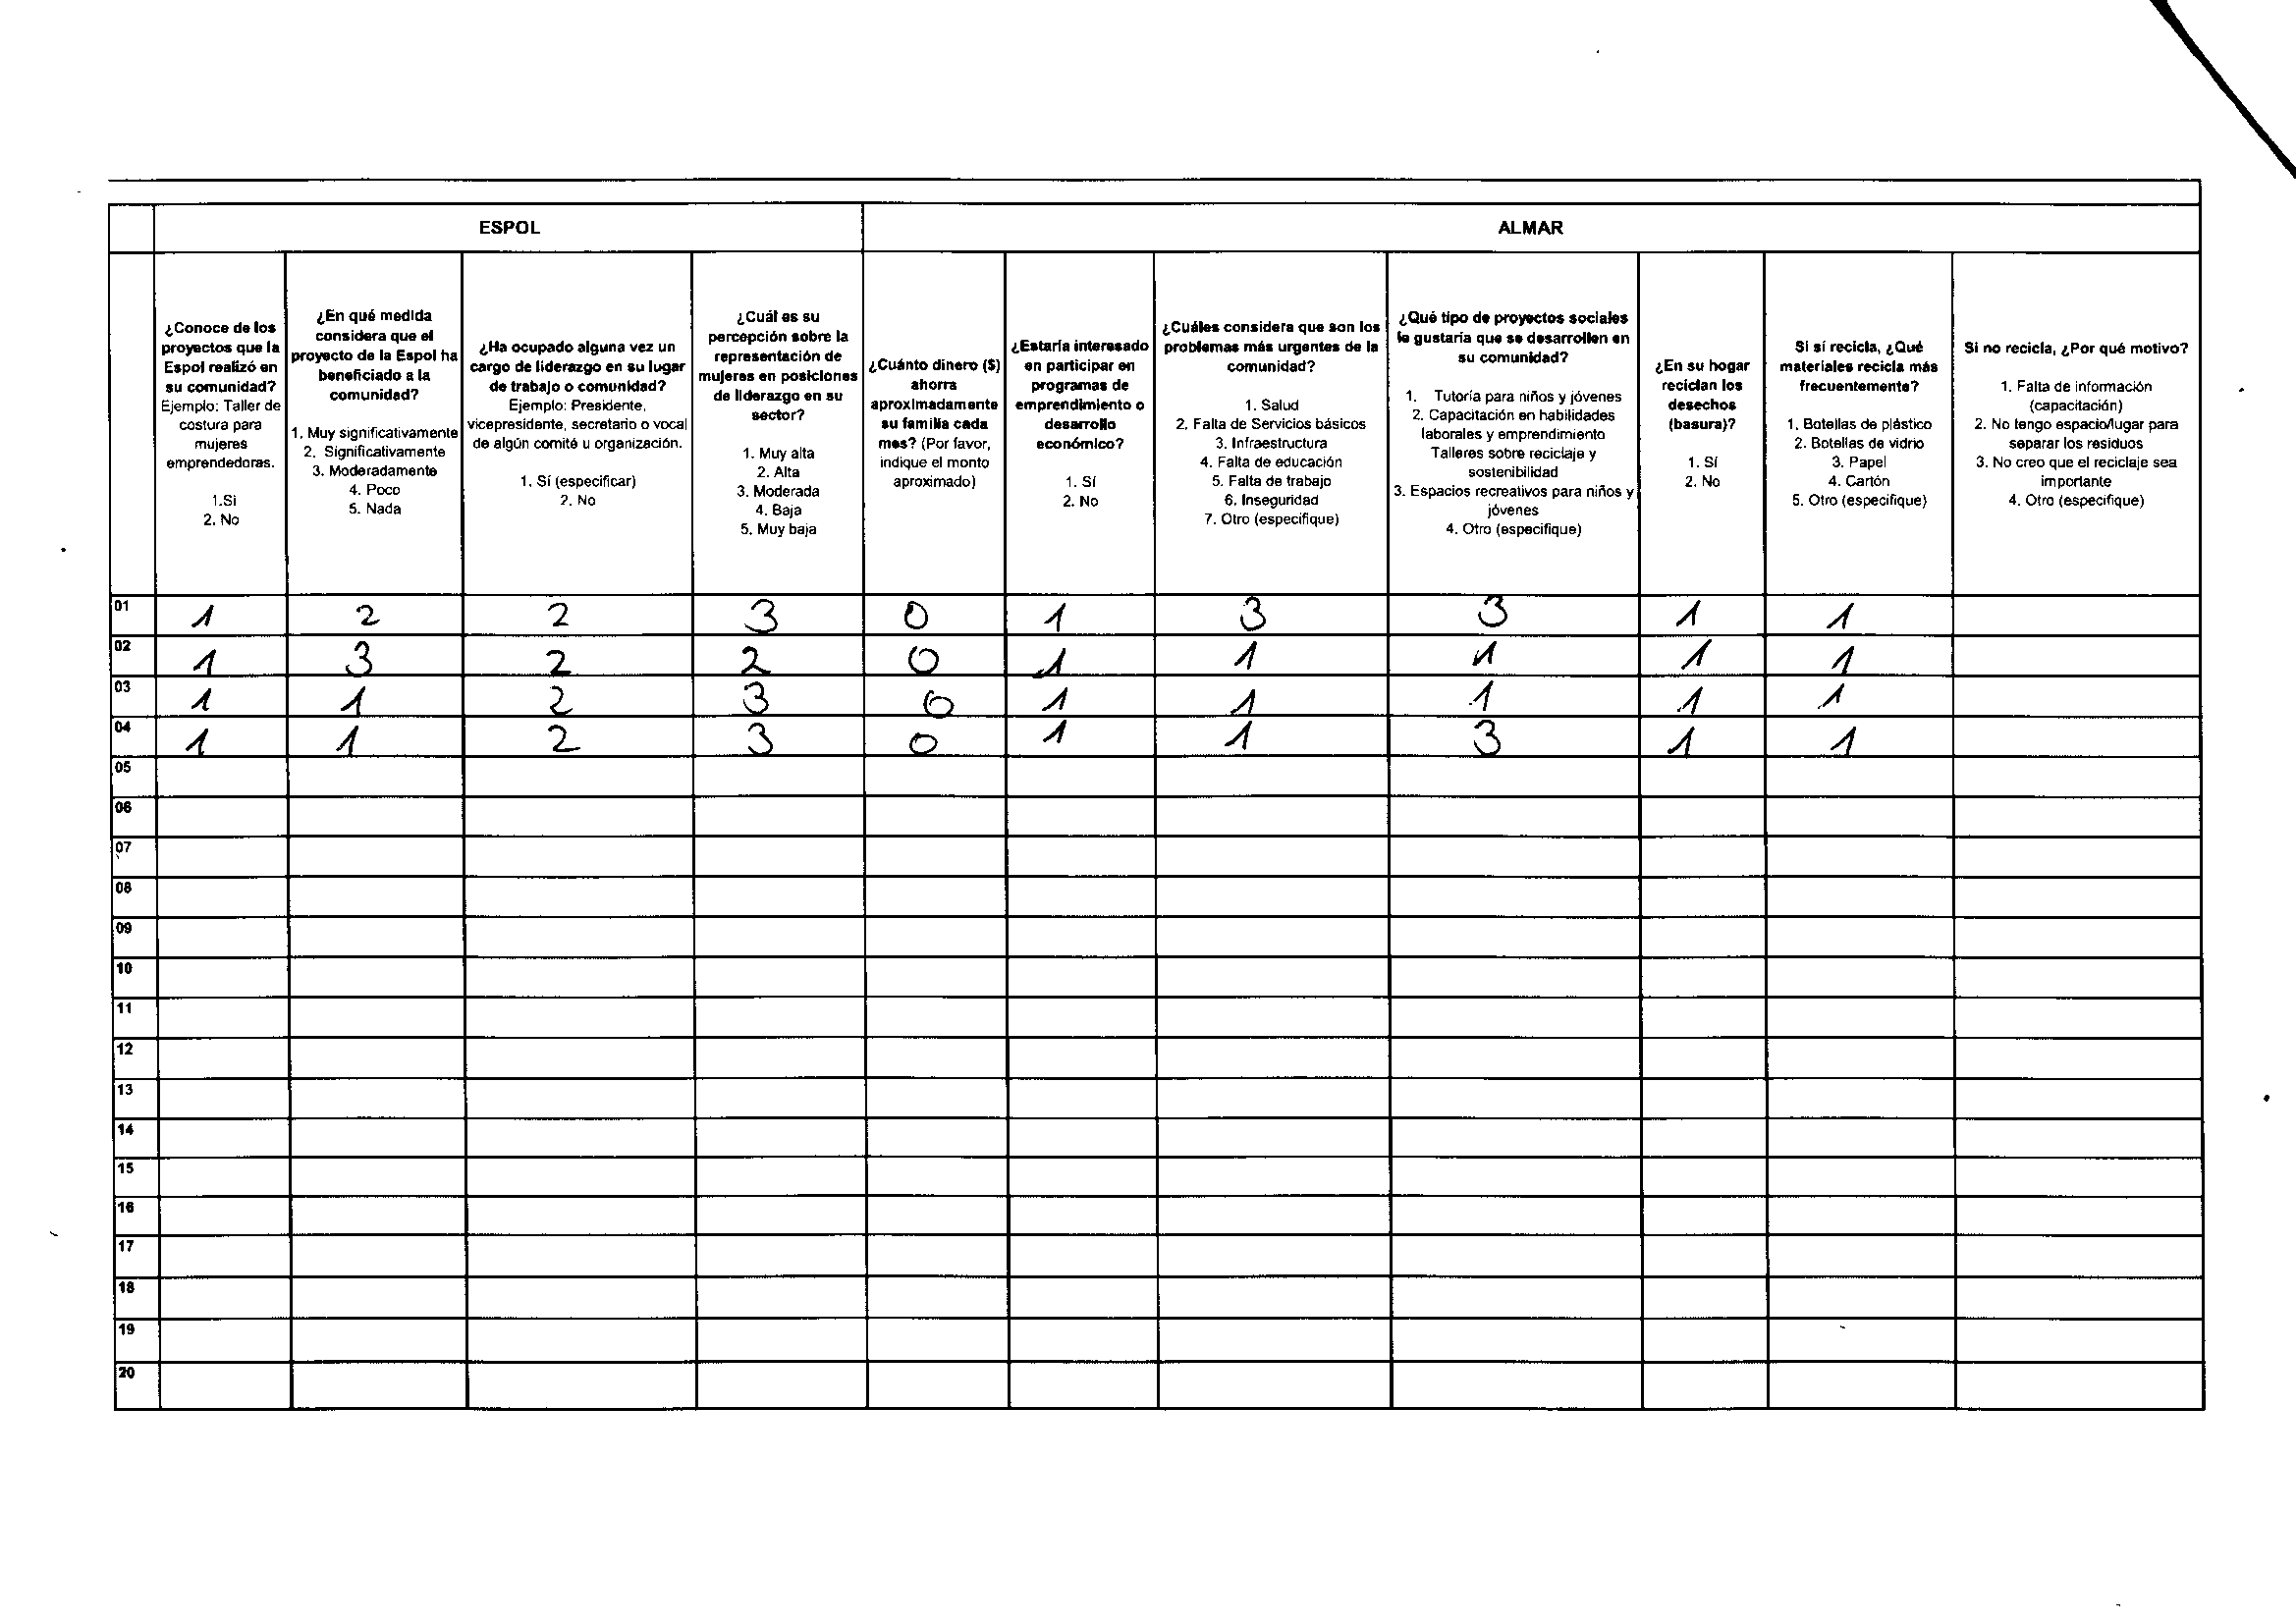 ESPOL ALMAR
¿Conoce de los
proyectos que la
Espol realizó en
su comunidad?
Ejemplo: Taller de
costura para
mujeres
emprendedoras.
1.Si
2. No
¿En qué medida
considera que el
proyecto de la Espol ha
beneficiado a la
comunidad?
1. Muy significativamente
2. Significativamente
3. Moderadamente
4. Poco
5. Nada
¿Ha ocupado alguna vez un
cargo de liderazgo en su lugar
de trabajo o comunidad?
Ejemplo: Presidente,
vicepresidente, secretario o vocal
de algún comité u organización.
1. Sí (especificar)
2. No
¿Cuál es su
percepción sobre la
representación de
mujeres en posiciones
de liderazgo en su
sector?
1. Muy alta
2. Alta
3. Moderada
4. Baja
5. Muy baja
¿Cuánto dinero ($)
ahorra
aproximadamente
su familia cada
mes? (Por favor,
indique el monto
aproximado)
¿Estaría interesado
en participar en
programas de
emprendimiento o
desarrollo
económico?
1. Sí
2. No
¿Cuáles considera que son los
problemas más urgentes de la
comunidad?
1. Salud
2. Falta de Servicios básicos
3. Infraestructura
4. Falta de educación
5. Falta de trabajo
6. Inseguridad
7. Otro (especifique)
¿Qué tipo de proyectos sociales
le gustaría que se desarrollen en
su comunidad?
1. Tutoría para niños y jóvenes
2. Capacitación en habilidades
laborales y emprendimiento
Talleres sobre reciclaje y
sostenibilidad
3. Espacios recreativos para niños y
jóvenes
4. Otro (especifique)
¿En su hogar
reciclan los
desechos
(basura)?
1. Sí
2. No
Si sí recicla, ¿Qué
materiales recicla más
frecuentemente?
1. Botellas de plástico
2. Botellas de vidrio
3. Papel
4. Cartón
5. Otro (especifique)
Si no recicla, ¿Por qué motivo?
1. Falta de información
(capacitación)
2. No tengo espacio/lugar para
separar los residuos
3. No creo que el reciclaje sea
importante
4. Otro (especifique)
01 1 2 2 3 0 1 3 3 1 1
02 1 3 2 2 0 1 1 1 1 1
03 1 1 2 3 0 1 1 1 1 1
04 1 1 2 3 0 1 1 3 1 1
05
06
07
08
09
10
11
12
13
14
15
16
17
18
19
20